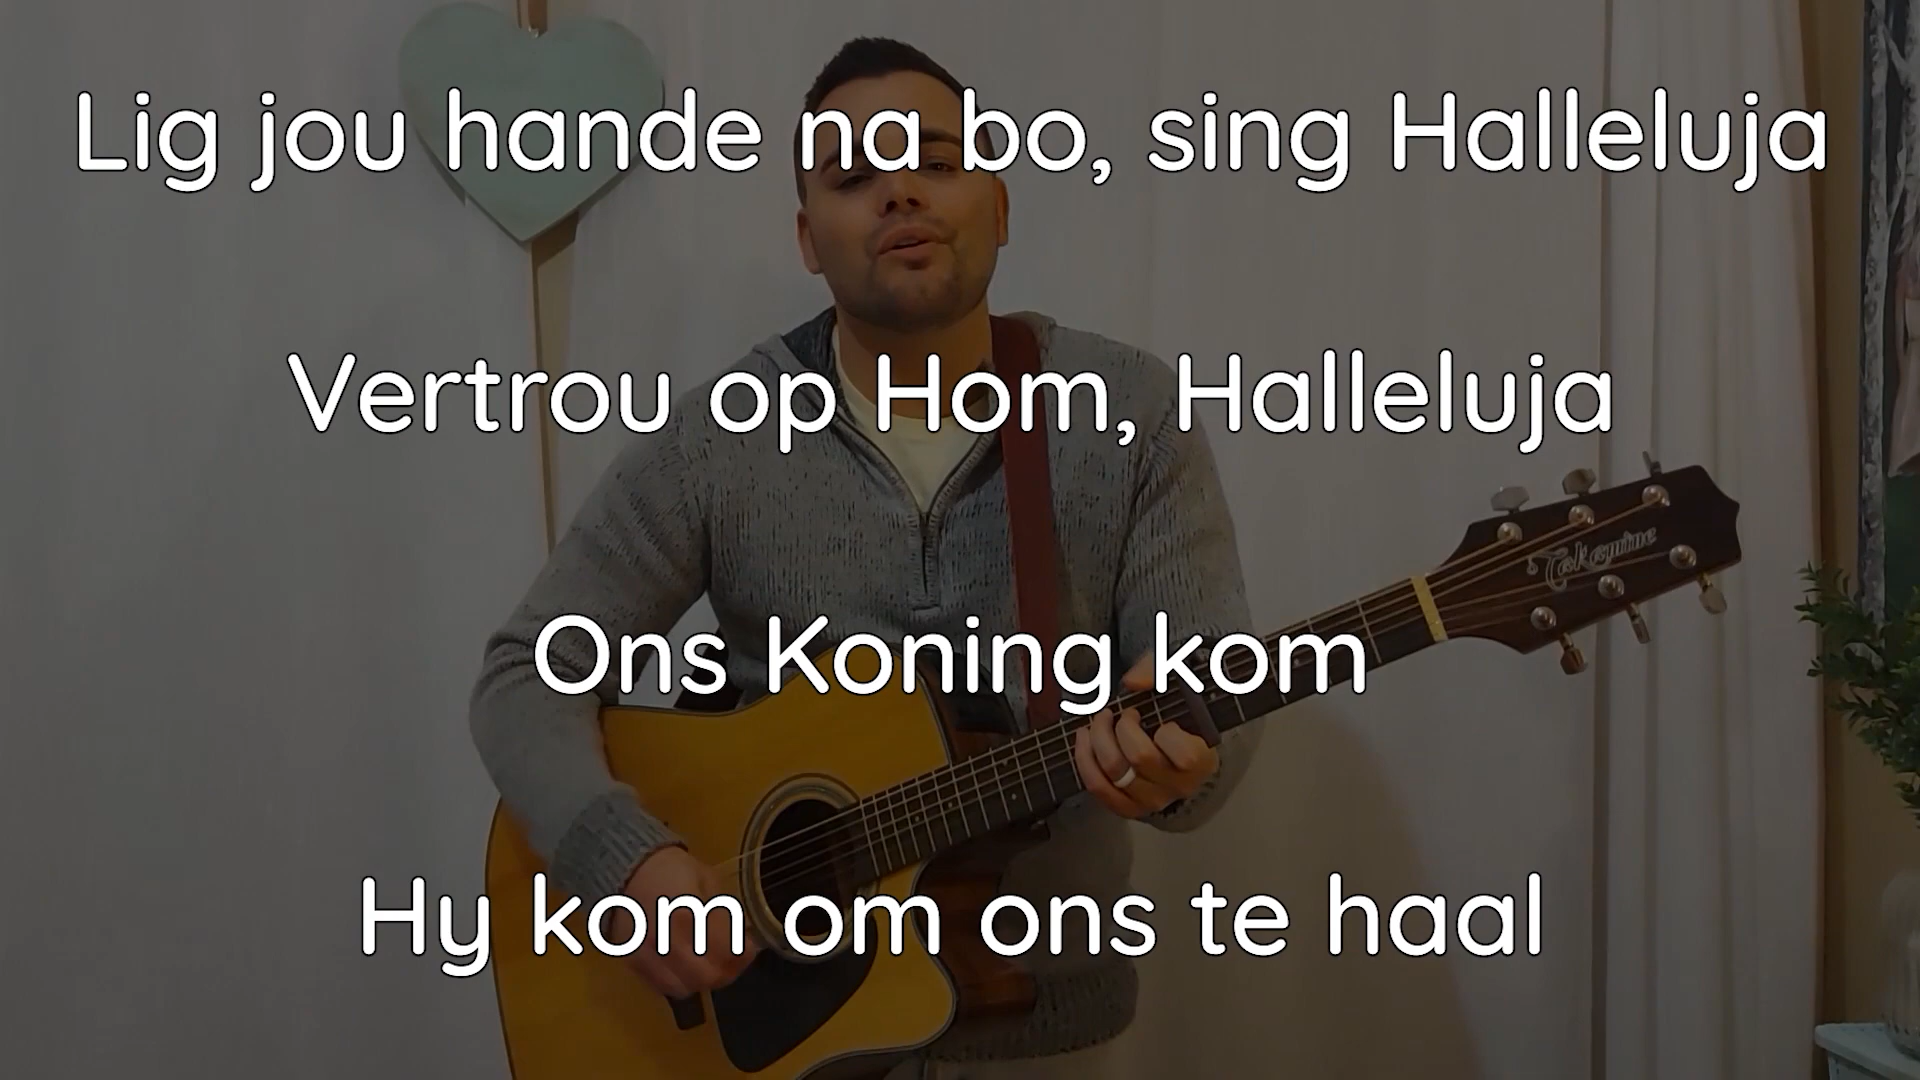 Lig jou hande na bo, sing Halleluja
Vertrou op Hom, Halleluja
Takamine
Ons Koning kom
Hy kom om ons te haal